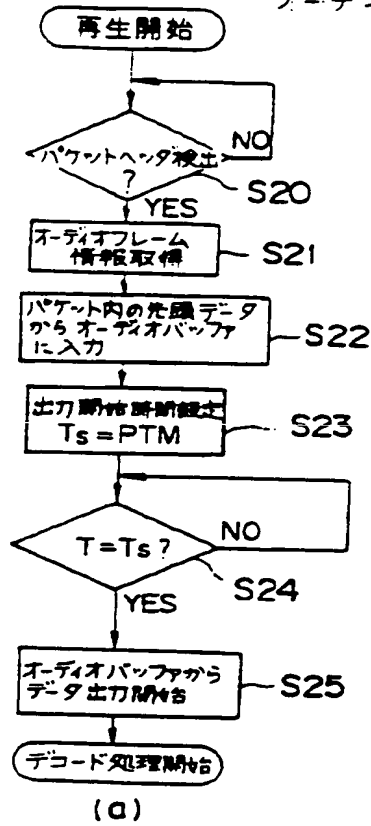 再生開始
NO
パケットヘッダ検出
?
S20
YES
オーディオフレーム
情報取得
S21
パケット内の先頭データ
からオーディオバッファ
に入力
S22
出力開始時間設定
Ts=PTM
S23
NO
T=Ts?
S24
YES
オーディオバッファから
データ出力開始
S25
デコード処理開始
(a)